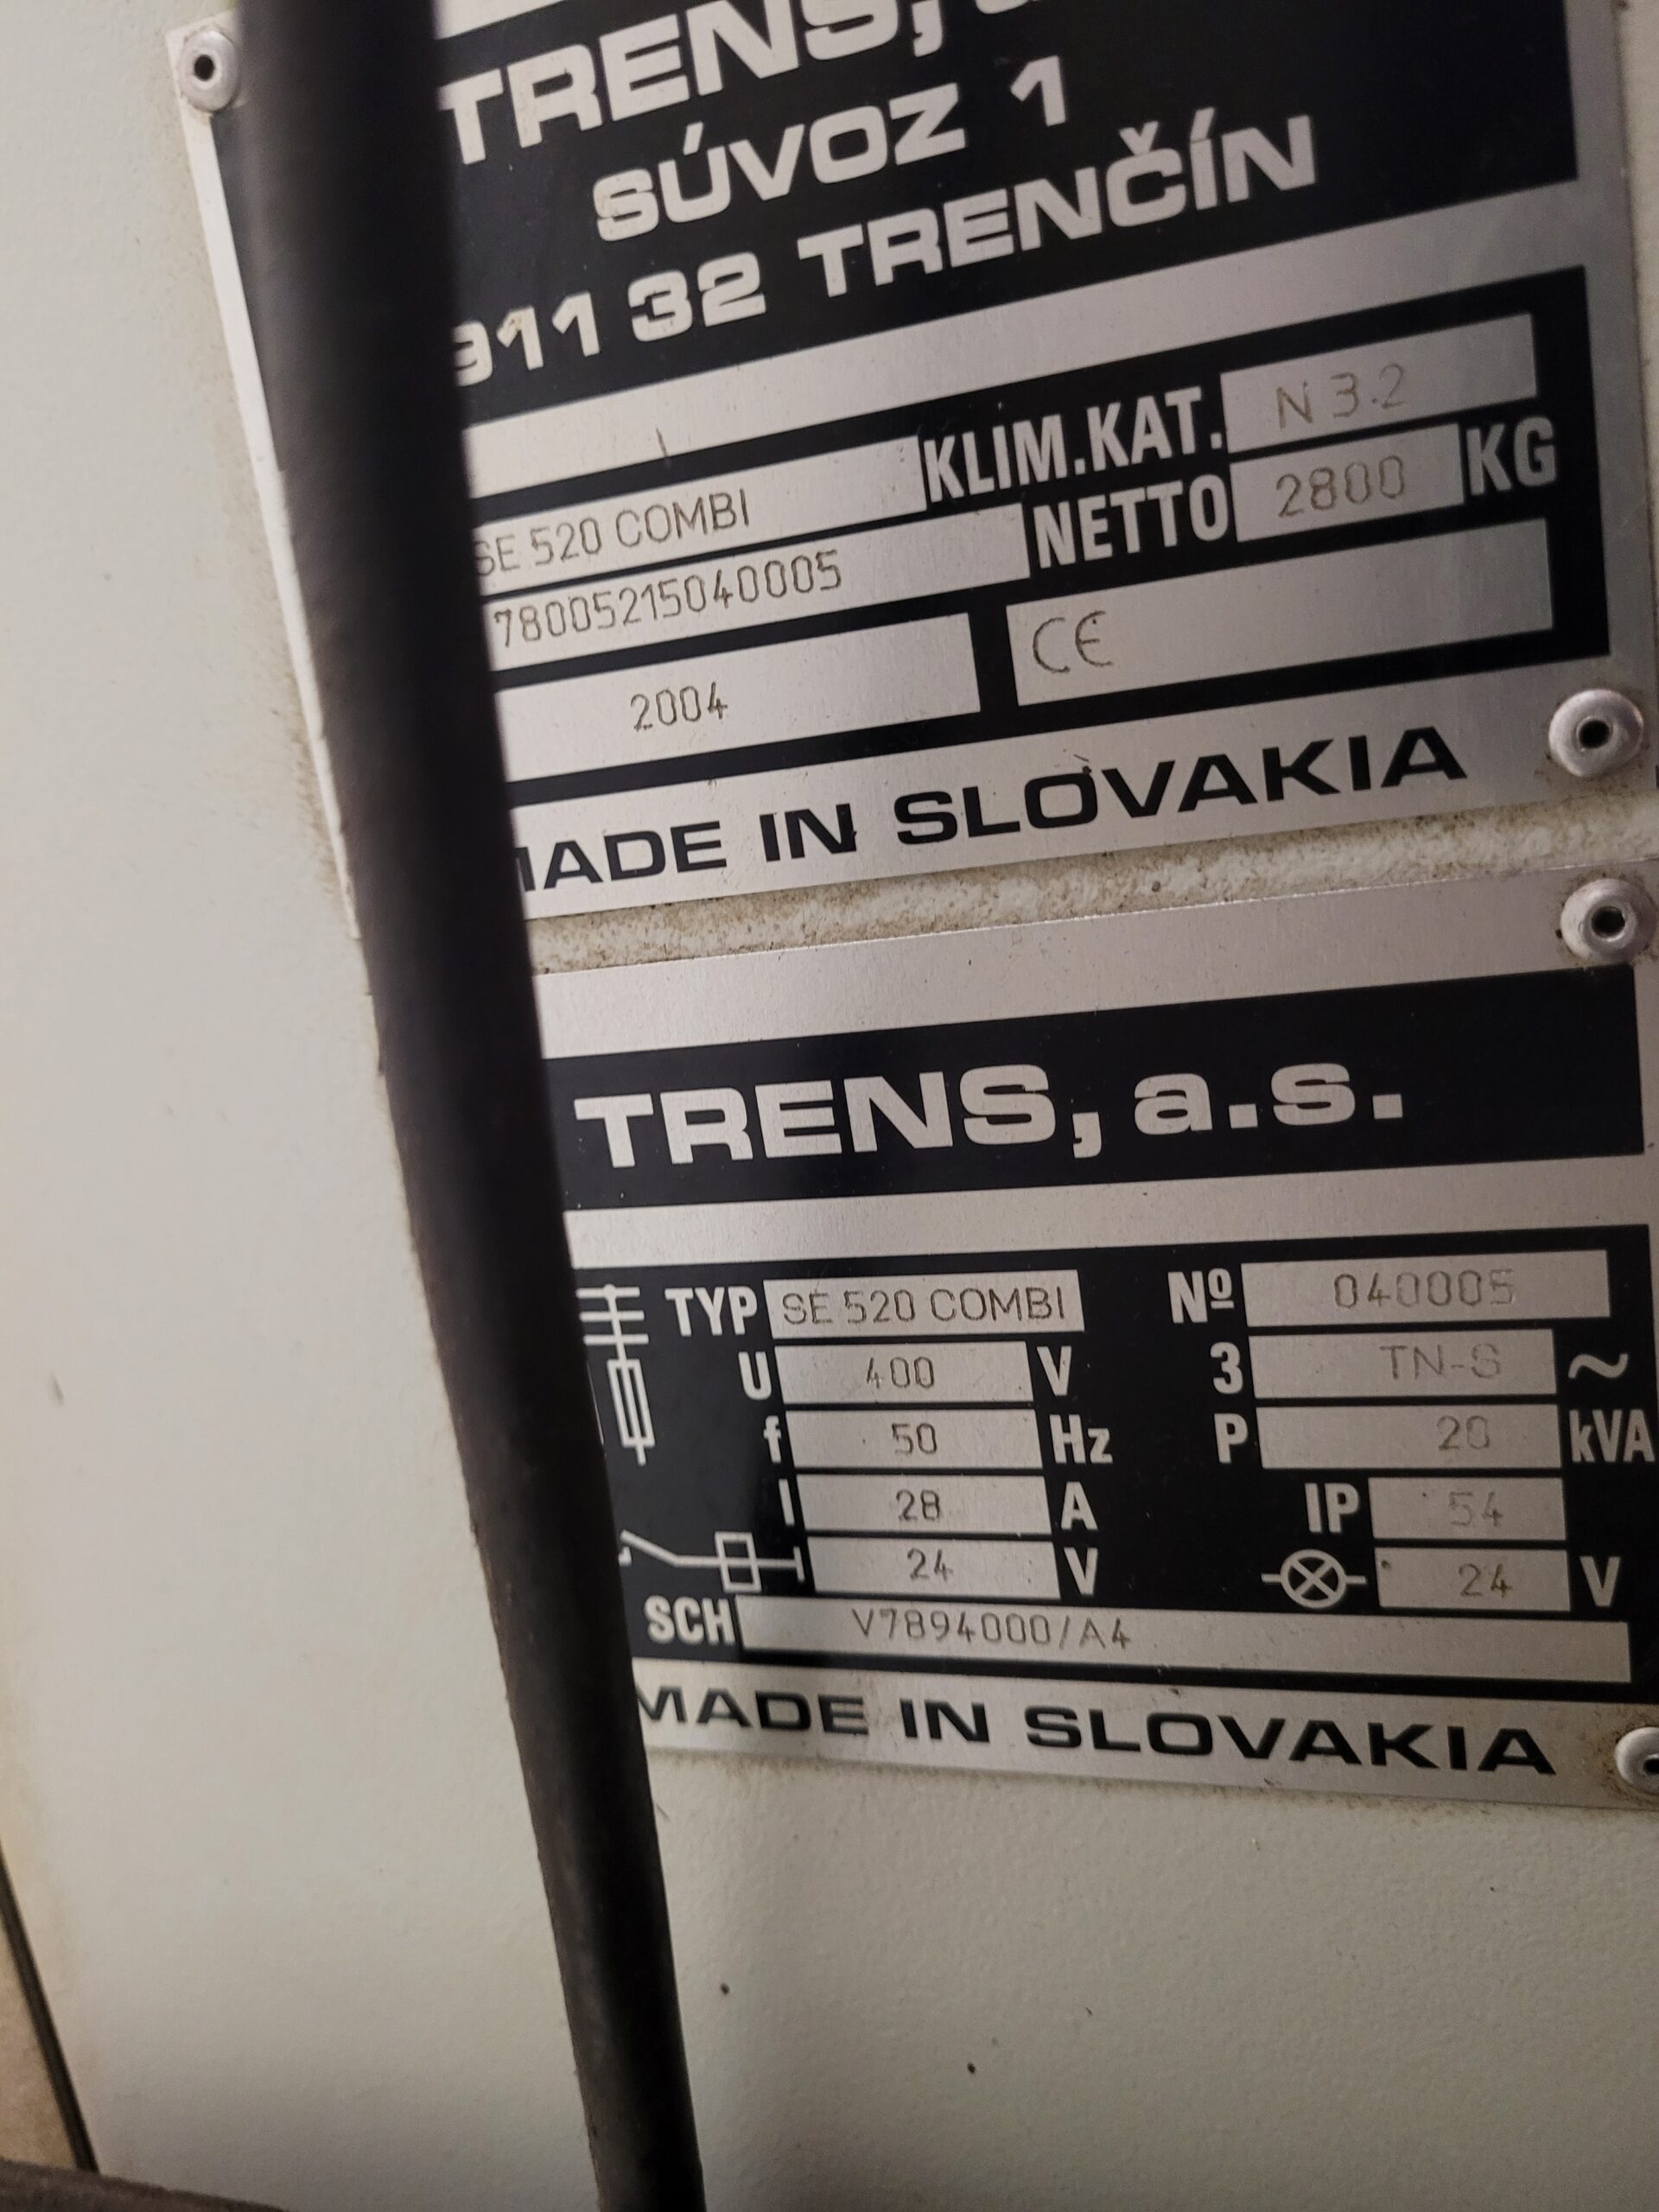 TRENS,
SÚVOZ 1
911 32 TRENČÍN
KLIM.KAT. N 3.2
SE 520 COMBI NETTO 2800 KG
78005215040005
2004 CE
MADE IN SLOVAKIA
TRENS, a.s.
TYP SE 520 COMBI Nº 040005
U 400 V 3 TN-S ~
f 50 Hz P 20 kVA
I 28 A IP 54
24 V 24 V
SCH V7894000/A4
MADE IN SLOVAKIA